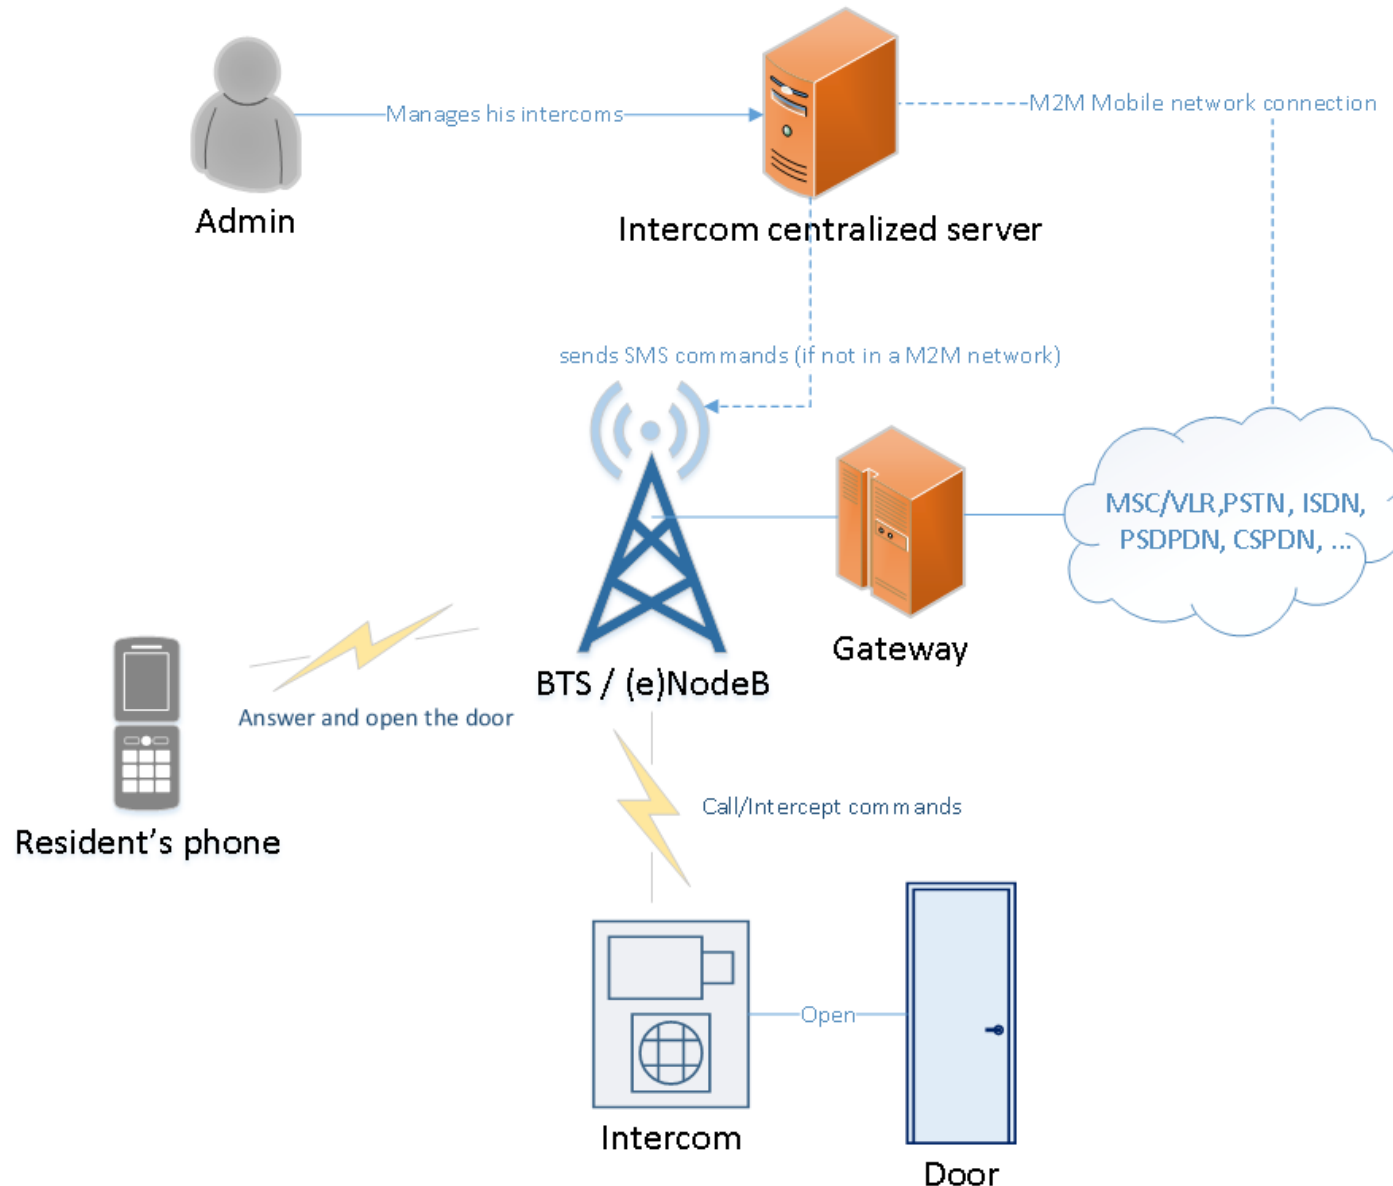 Manages his intercoms
M2M Mobile network connection
Admin
Intercom centralized server
sends SMS commands (if not in a M2M network)
MSC/VLR,PSTN, ISDN,
PSDPDN, CSPDN, ...
Gateway
BTS / (e)NodeB
Answer and open the door
Call/Intercept commands
Resident's phone
Open
Intercom
Door